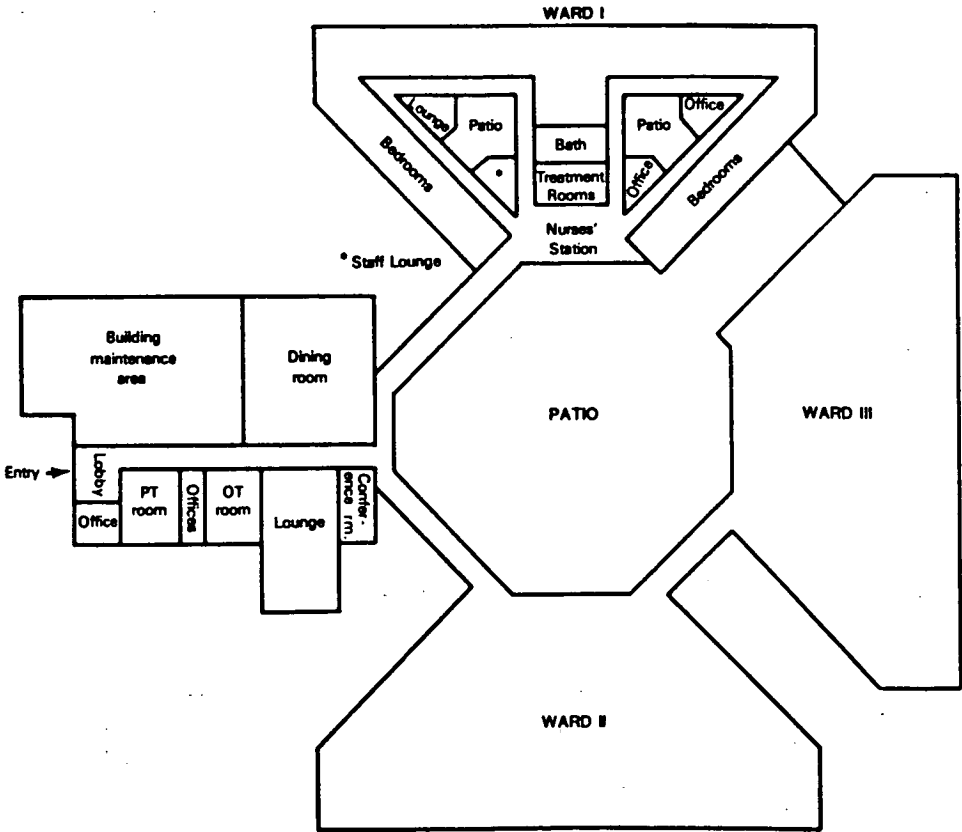 WARD I
Lounge
Patio
*
Bath
Treatment
Rooms
Patio
Office
Office
Bedrooms
Bedrooms
Nurses'
Station
* Staff Lounge
Building
maintenance
area
Dining
room
PATIO
WARD III
Entry
Lobby
Office
PT
room
Offices
OT
room
Lounge
Confer-
ence rm.
WARD II